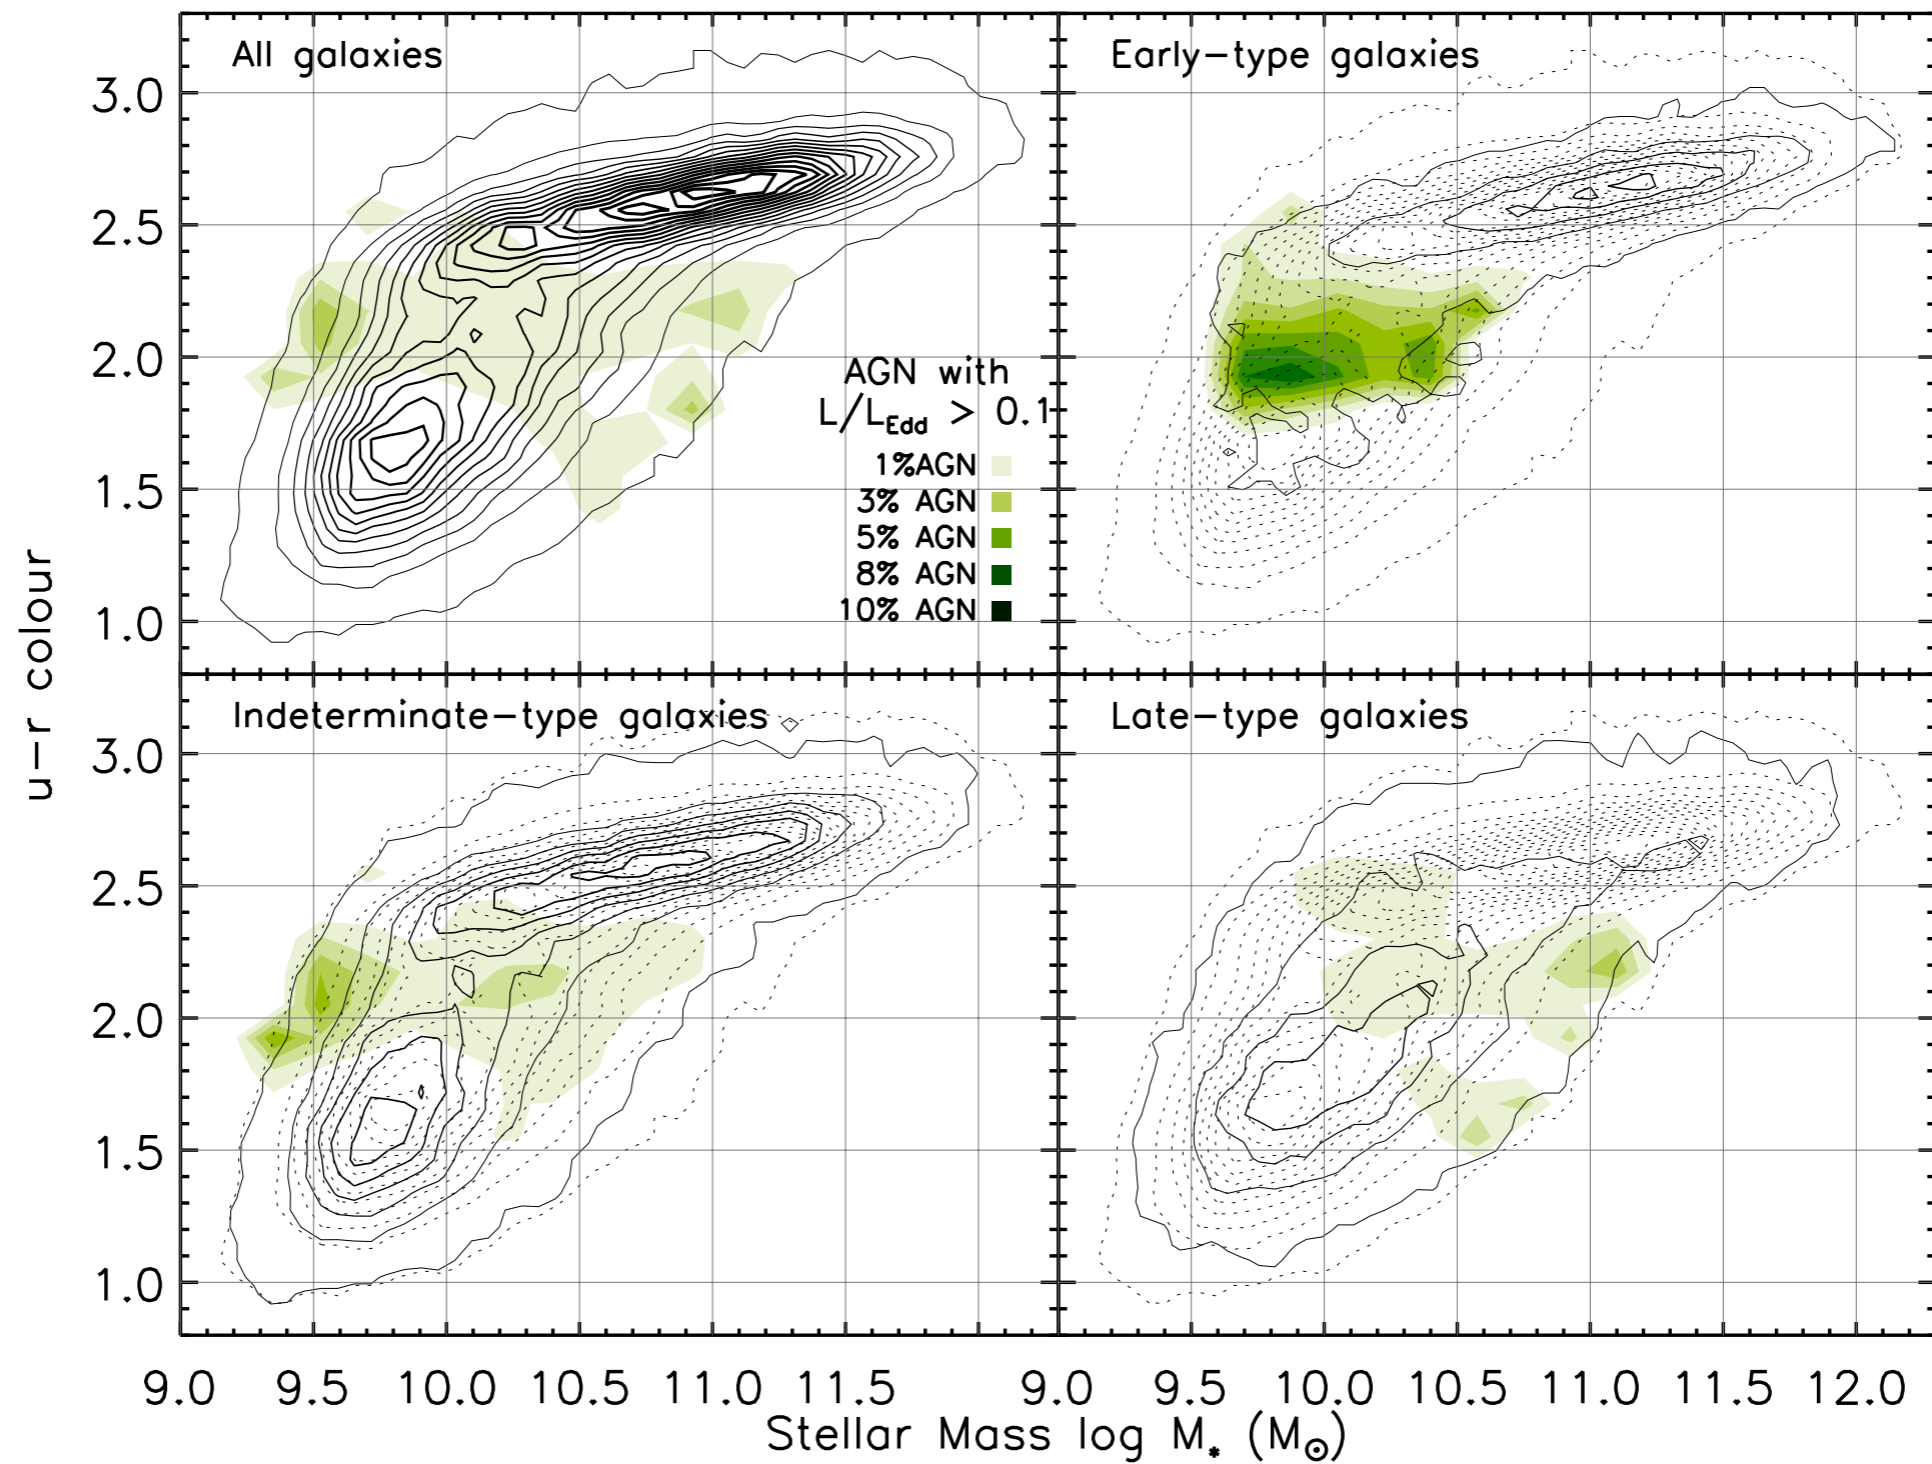 All galaxies
Early-type galaxies
3.0
2.5
2.0
1.5
1.0
AGN with
L/L_Edd > 0.1
1%AGN
3% AGN
5% AGN
8% AGN
10% AGN
u-r colour
Indeterminate-type galaxies
Late-type galaxies
3.0
2.5
2.0
1.5
1.0
9.0 9.5 10.0 10.5 11.0 11.5 9.0 9.5 10.0 10.5 11.0 11.5 12.0
Stellar Mass log M_* (M_⊙)